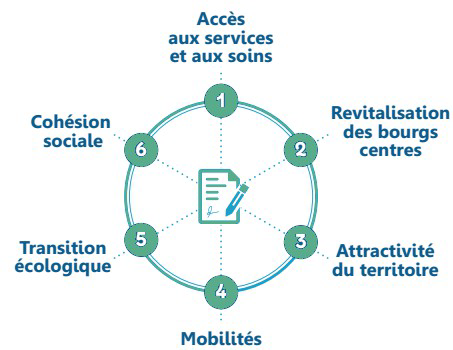 Accès
aux services
et aux soins
1
Revitalisation
des bourgs
centres
2
Attractivité
du territoire
3
Mobilités
4
Transition
écologique
5
Cohésion
sociale
6